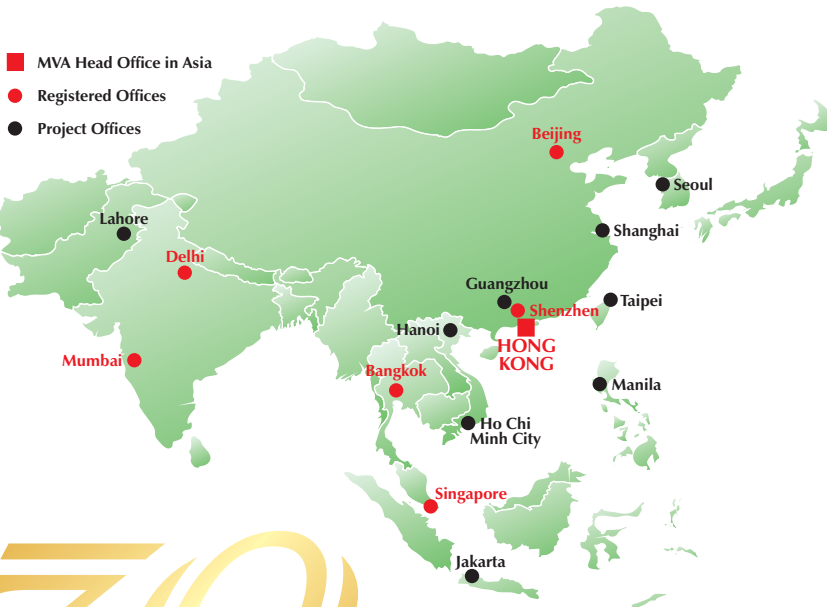 MVA Head Office in Asia
Registered Offices
Project Offices
Beijing
Seoul
Lahore
Shanghai
Delhi
Guangzhou
Shenzhen
Taipei
Hanoi
HONG
KONG
Mumbai
Bangkok
Manila
Ho Chi
Minh City
Singapore
Jakarta